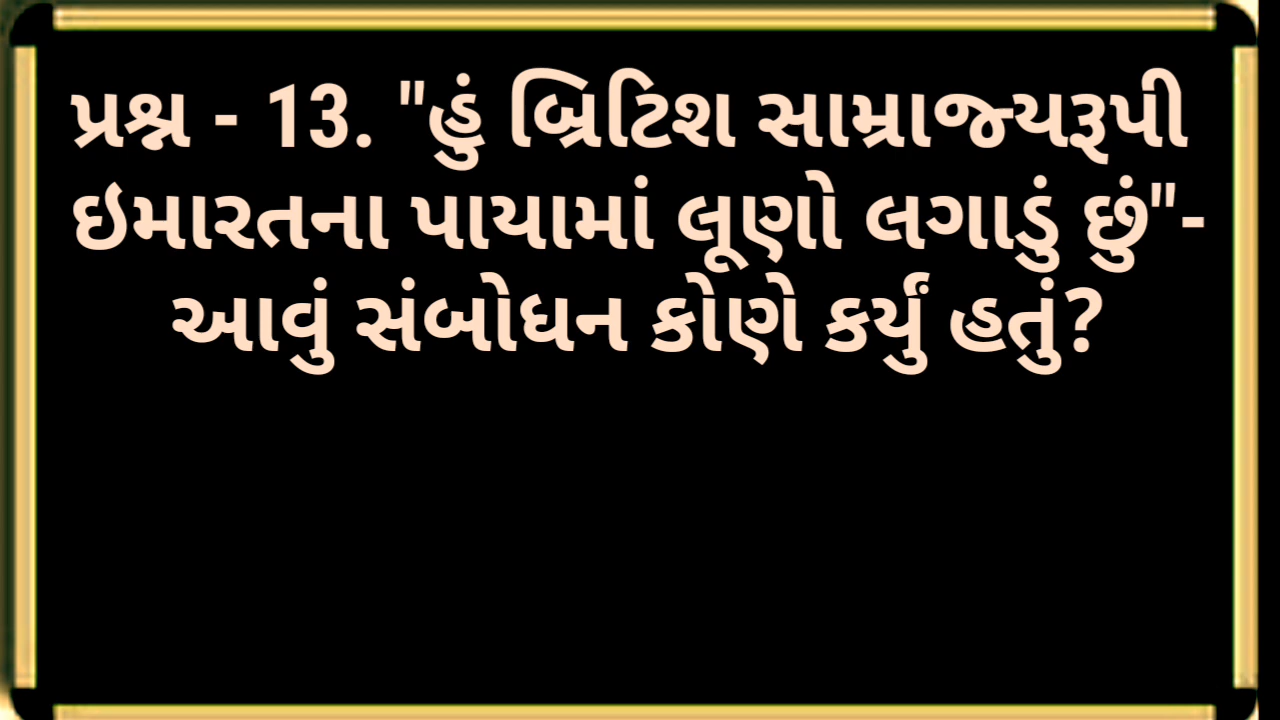 પ્રશ્ન - 13. "હું બ્રિટિશ સામ્રાજ્યરૂપી
ઇમારતના પાયામાં લૂણો લગાડું છું"-
આવું સંબોધન કોણે કર્યું હતું?